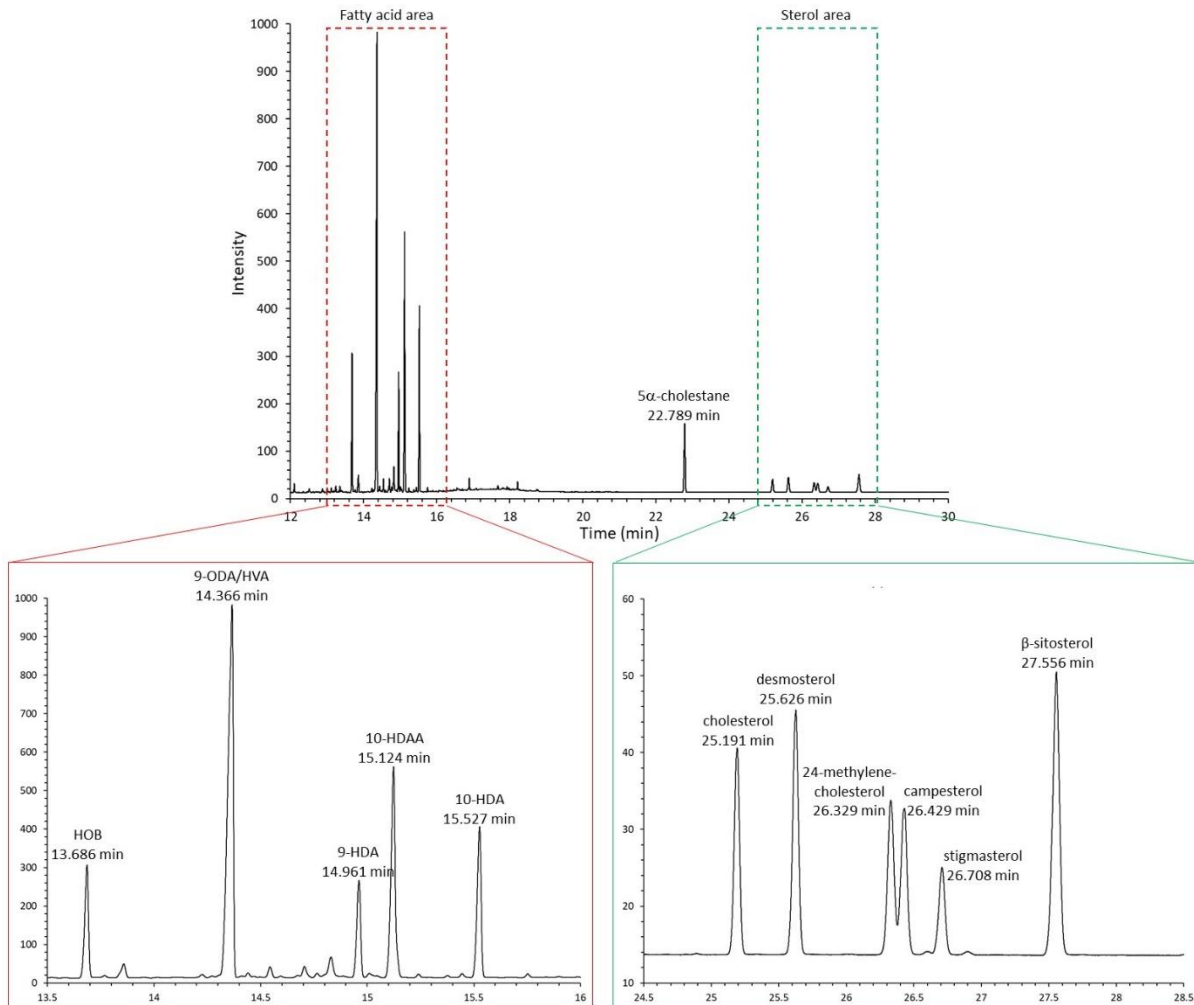 Fatty acid area
Sterol area
1000
900
800
700
600
500
400
300
200
100
0
Intensity
5α-cholestane
22.789 min
12 14 16 18 20 22 24 26 28 30
Time (min)
9-ODA/HVA
14.366 min
10-HDAA
15.124 min
10-HDA
15.527 min
HOB
13.686 min
9-HDA
14.961 min
1000
900
800
700
600
500
400
300
200
100
0
13.5 14 14.5 15 15.5 16
β-sitosterol
27.556 min
desmosterol
25.626 min
cholesterol
25.191 min
24-methylene-
cholesterol
26.329 min
campesterol
26.429 min
stigmasterol
26.708 min
60
50
40
30
20
10
24.5 25 25.5 26 26.5 27 27.5 28 28.5